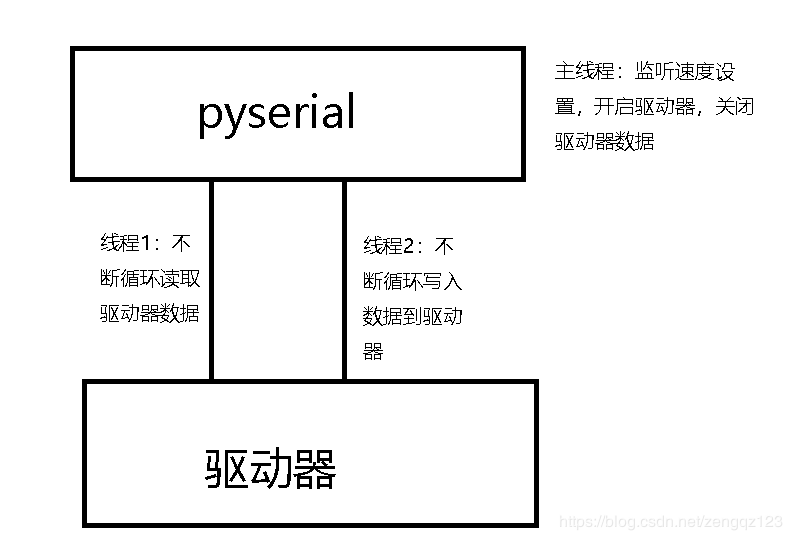 pyserial
主线程：监听速度设
置，开启驱动器，关闭
驱动器数据
线程1：不
断循环读取
驱动器数据
线程2：不
断循环写入
数据到驱动
器
驱动器
https://blog.csdn.net/zengqz123